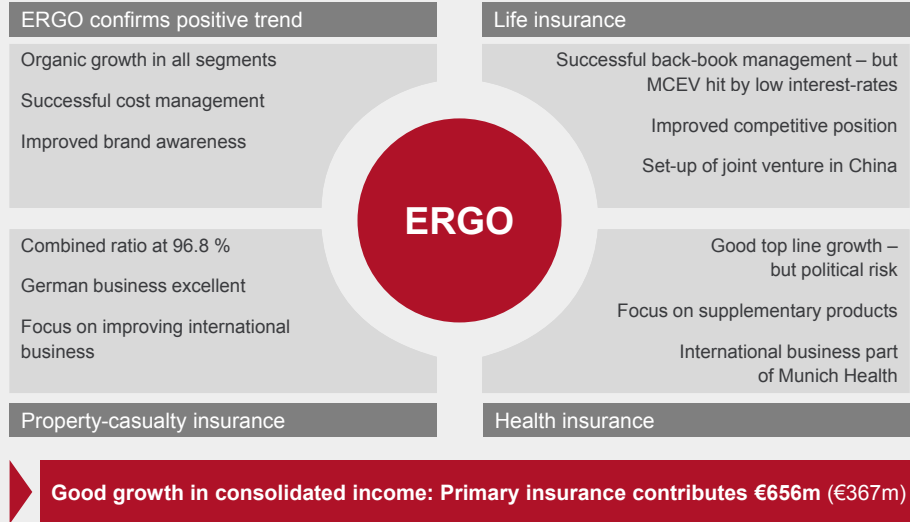 ERGO confirms positive trend
Organic growth in all segments
Successful cost management
Improved brand awareness
Life insurance
Successful back-book management – but
MCEV hit by low interest-rates
Improved competitive position
Set-up of joint venture in China
ERGO
Combined ratio at 96.8 %
German business excellent
Focus on improving international
business
Property-casualty insurance
Good top line growth –
but political risk
Focus on supplementary products
International business part
of Munich Health
Health insurance
Good growth in consolidated income: Primary insurance contributes €656m (€367m)